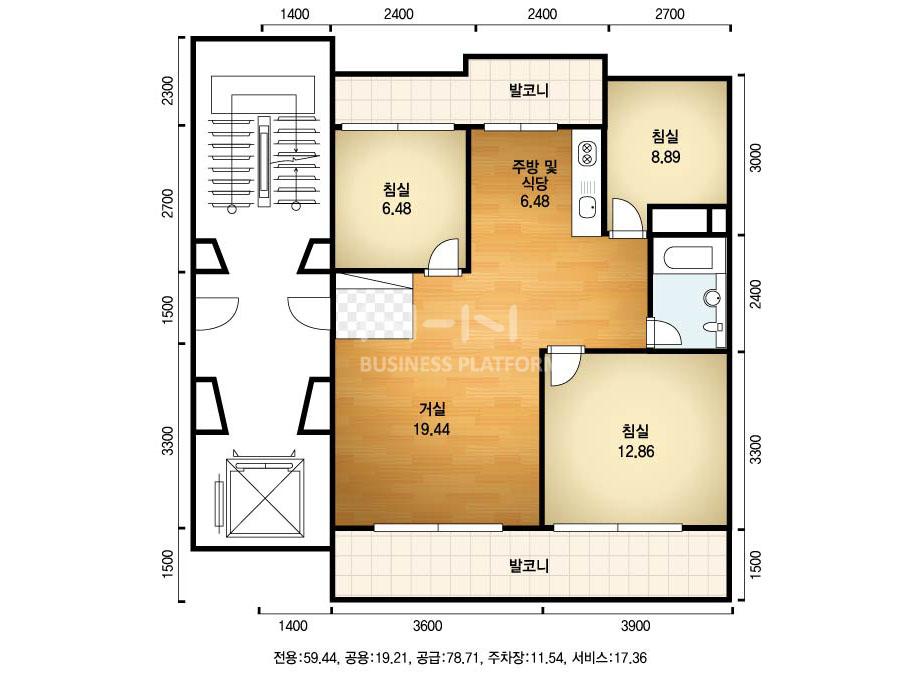 1400 2400 2400 2700
2300
발코니
침실
8.89
3000
주방 및
식당
6.48
침실
6.48
2700
2400
1500
BUSINESS PLATFORM
거실
19.44
침실
12.86
3300
3300
발코니
1500
1500
1400 3600 3900
전용:59.44, 공용:19.21, 공급:78.71, 주차장:11.54, 서비스:17.36